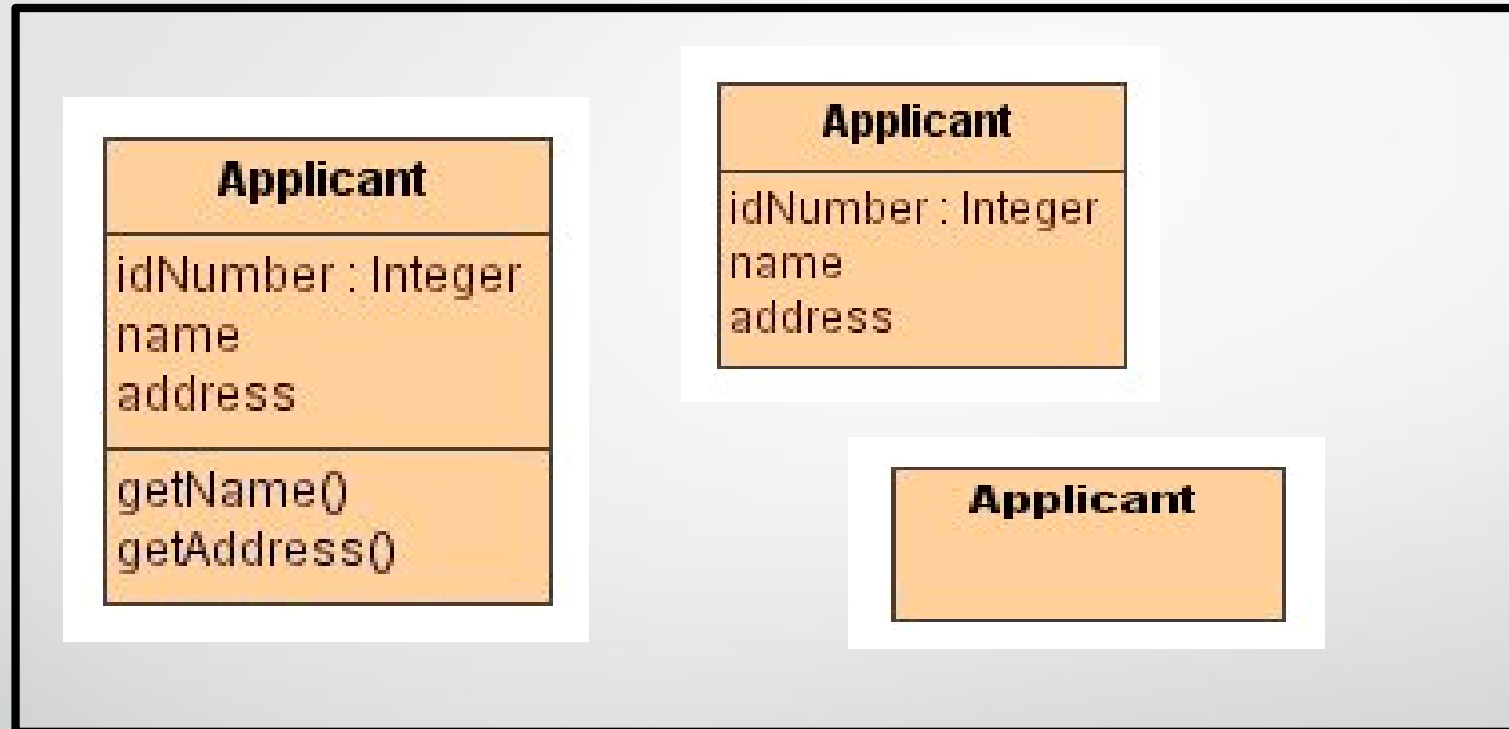 Applicant
idNumber : Integer
name
address
getName()
getAddress()
Applicant
idNumber : Integer
name
address
Applicant